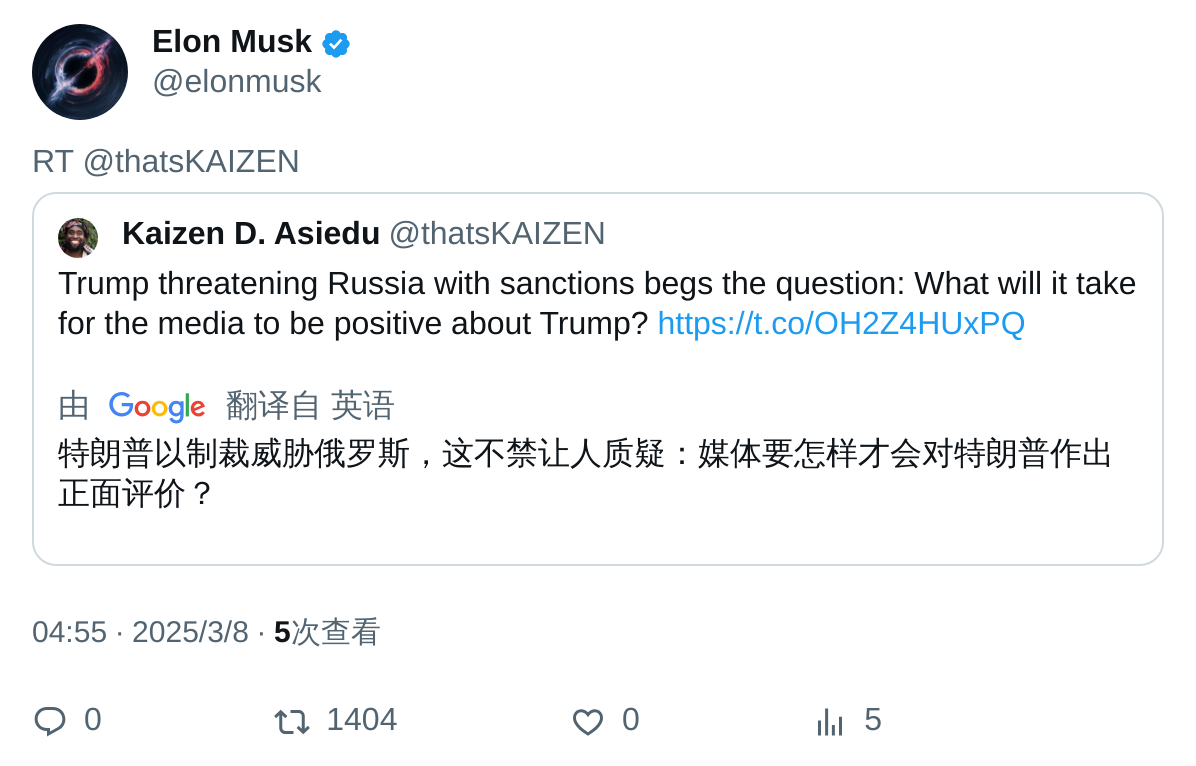 Elon Musk
@elonmusk
RT @thatsKAIZEN
Kaizen D. Asiedu @thatsKAIZEN
Trump threatening Russia with sanctions begs the question: What will it take
for the media to be positive about Trump? https://t.co/OH2Z4HUxPQ
由 Google 翻译自 英语
特朗普以制裁威胁俄罗斯，这不禁让人质疑：媒体要怎样才会对特朗普作出
正面评价？
04:55 · 2025/3/8 · 5次查看
0 1404 0 5